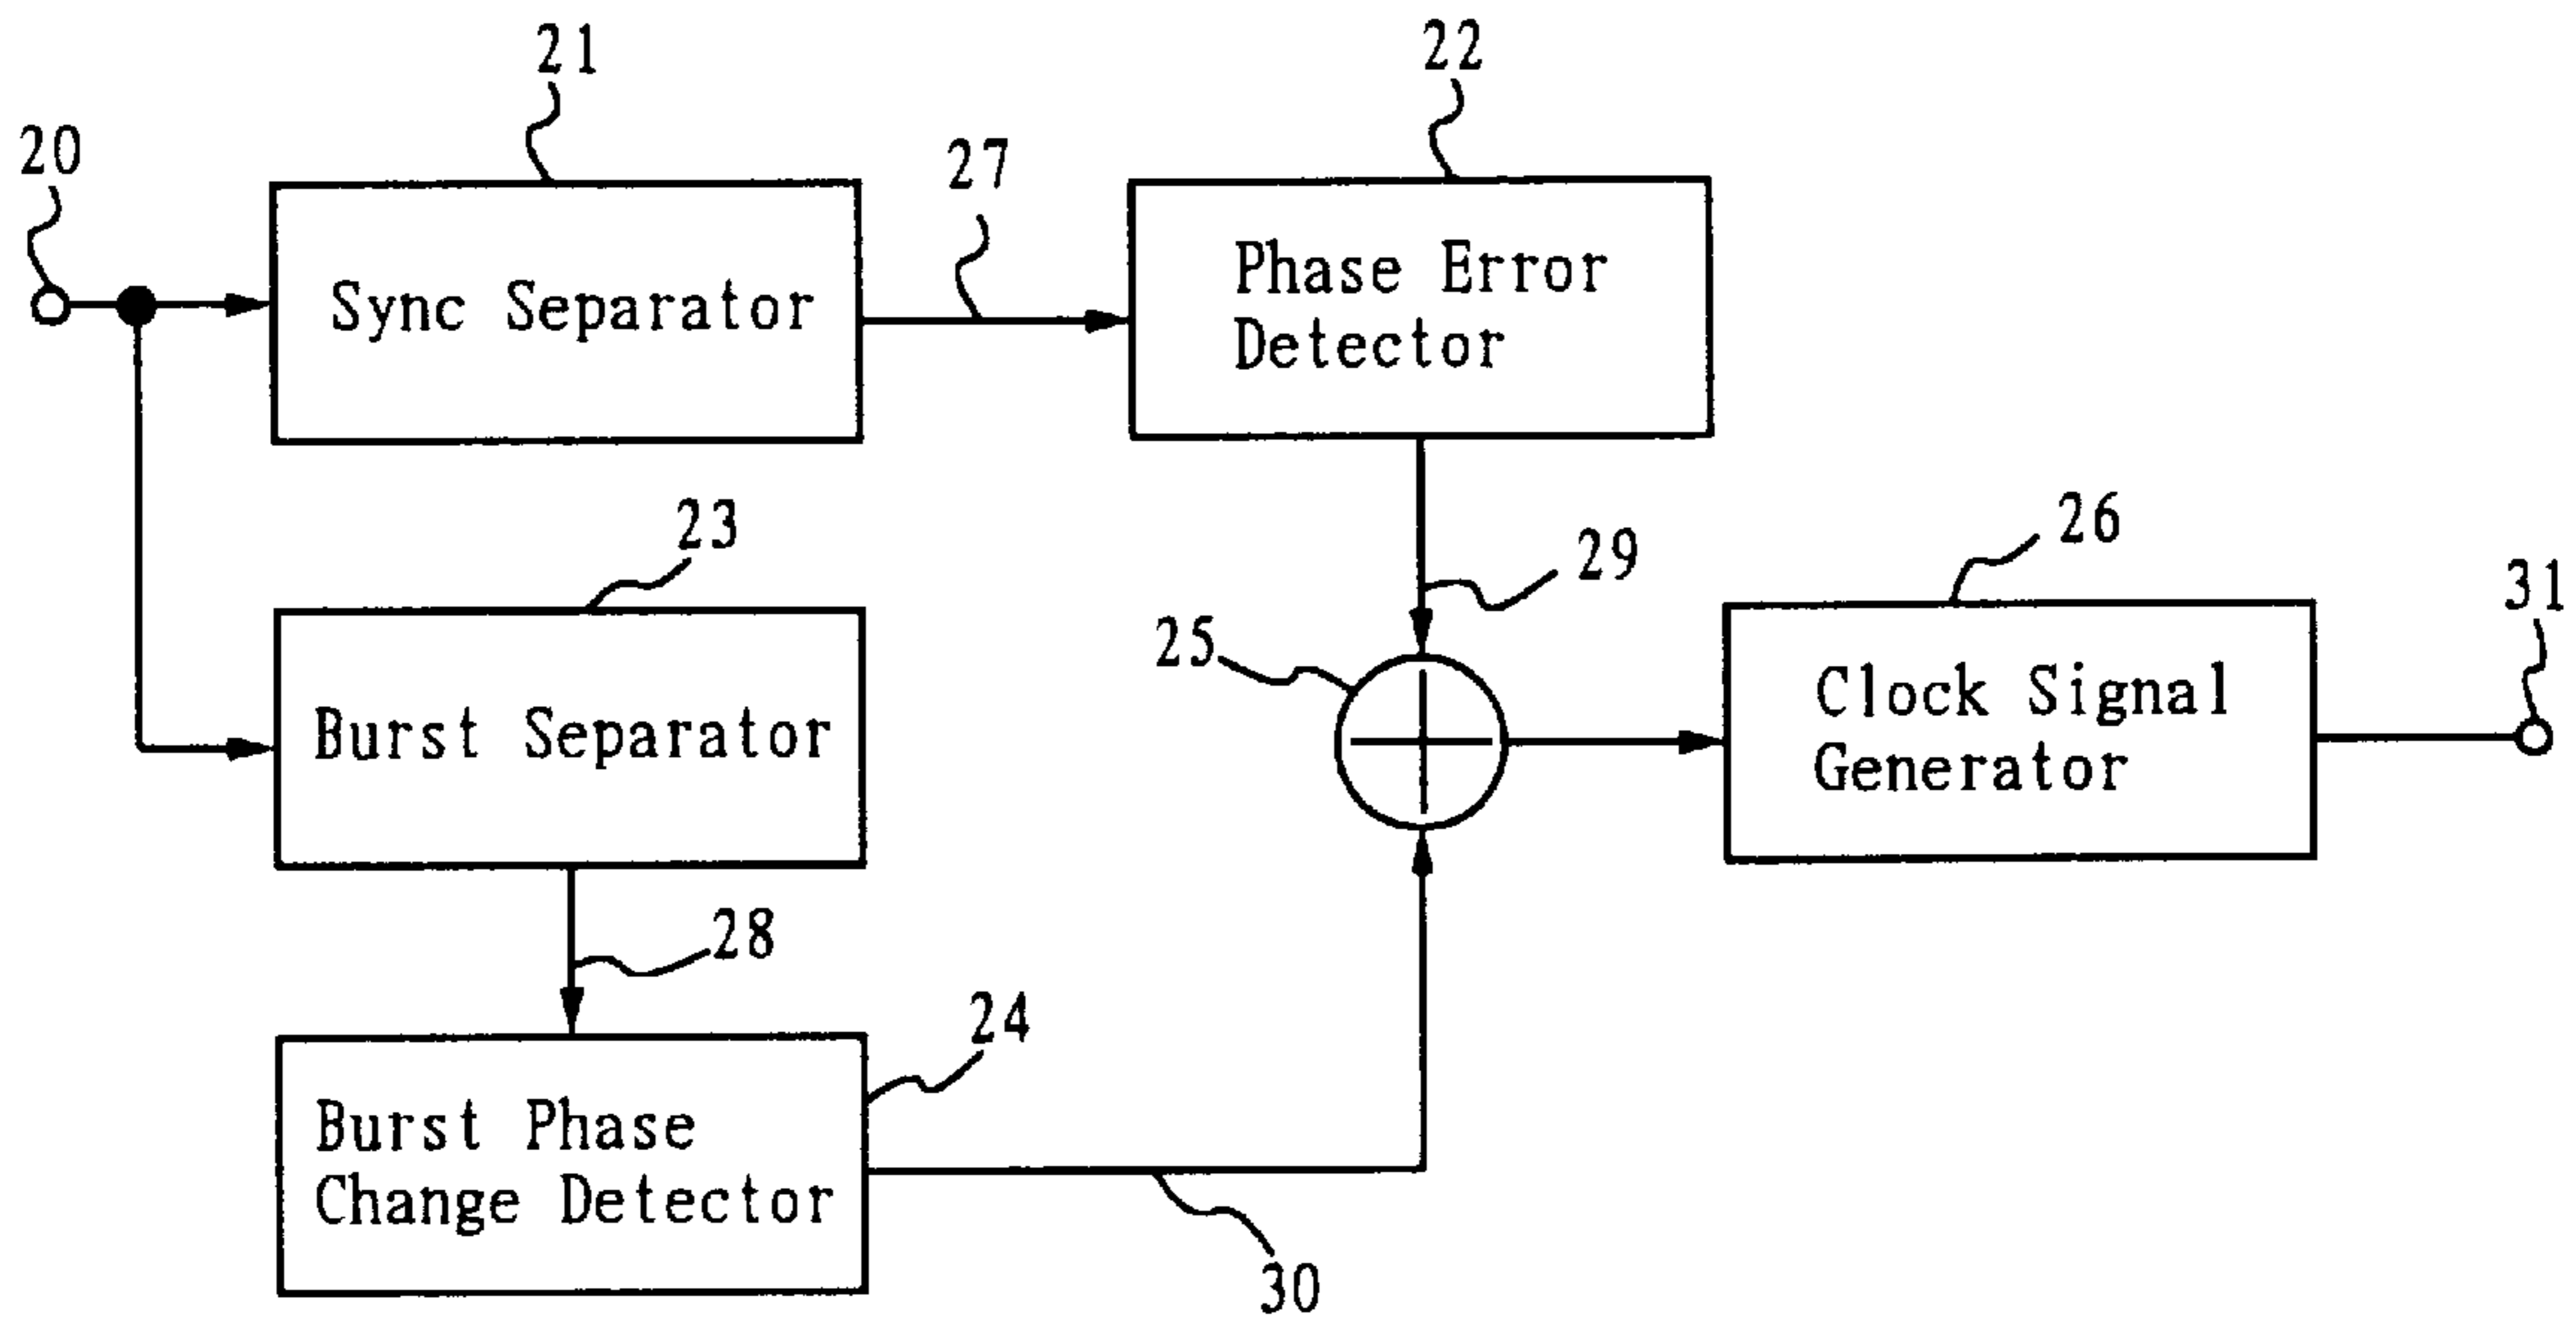 21
22
20
27
Sync Separator
Phase Error
Detector
23
26
29
31
25
Burst Separator
Clock Signal
Generator
28
24
Burst Phase
Change Detector
30